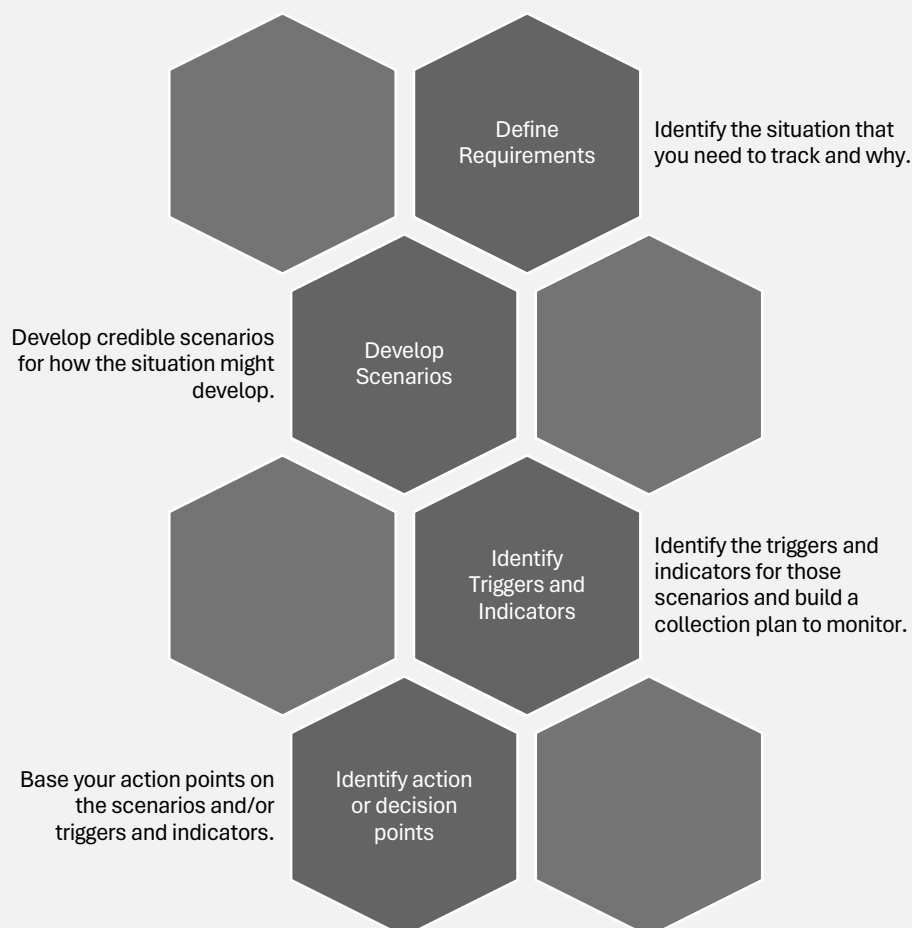 Define
Requirements
Identify the situation that
you need to track and why.
Develop credible scenarios
for how the situation might
develop.
Develop
Scenarios
Identify
Triggers and
Indicators
Identify the triggers and
indicators for those
scenarios and build a
collection plan to monitor.
Base your action points on
the scenarios and/or
triggers and indicators.
Identify action
or decision
points